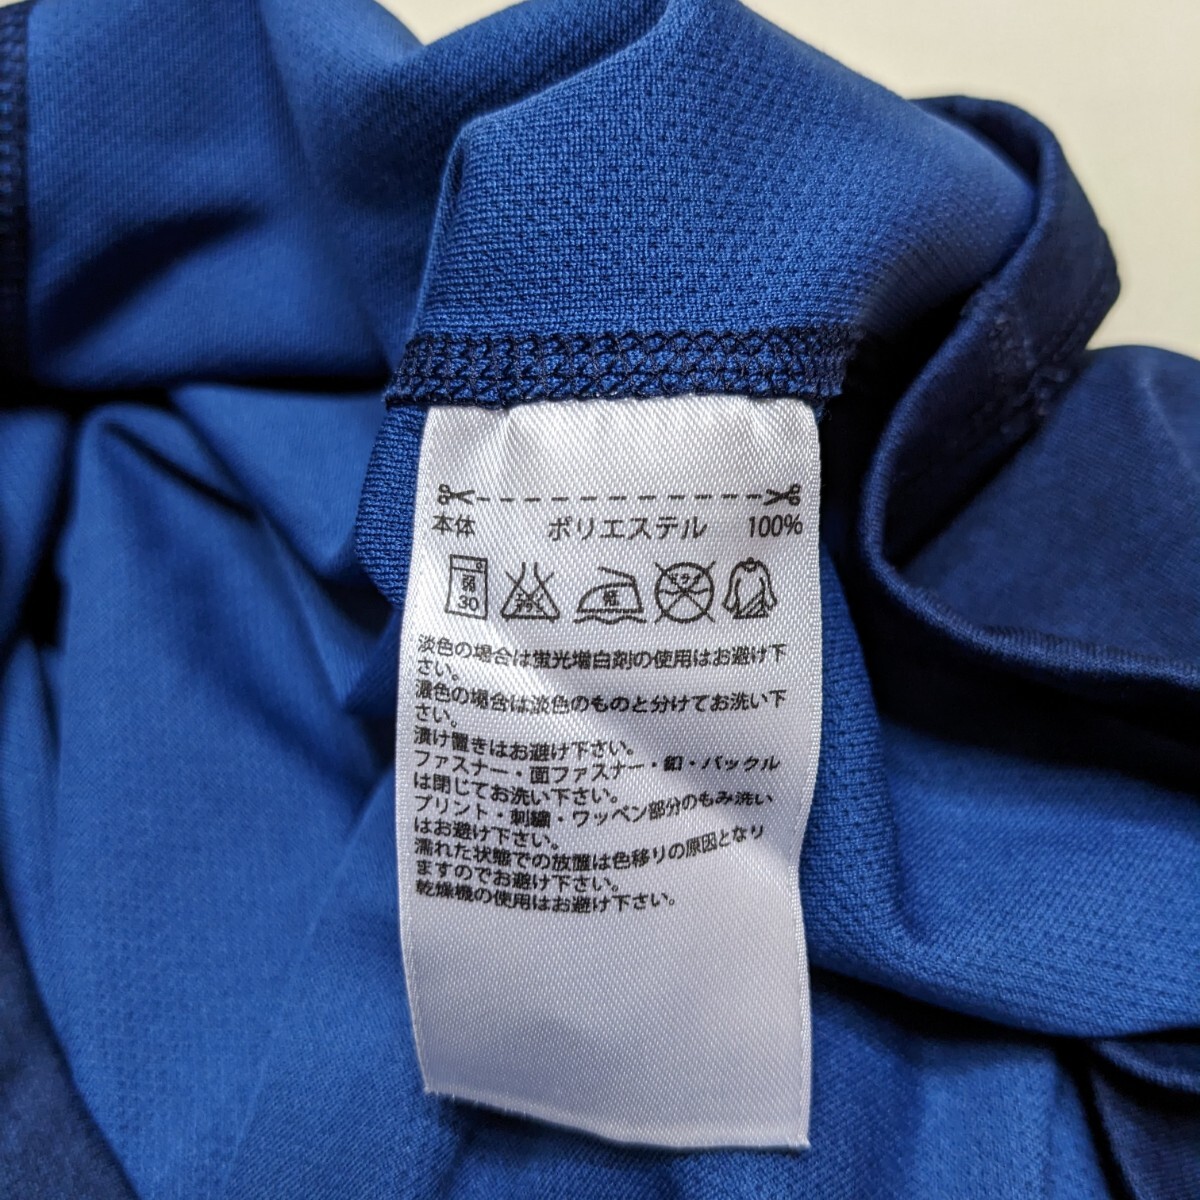 本体 ポリエステル 100%
弱
30
淡色の場合は蛍光増白剤の使用はお避け下
さい。
濃色の場合は淡色のものと分けてお洗い下
さい。
漬け置きはお避け下さい。
ファスナー・面ファスナー・釦・バックル
は閉じてお洗い下さい。
プリント・刺繍・ワッペン部分のもみ洗い
はお避け下さい。
濡れた状態での放置は色移りの原因となり
ますのでお避け下さい。
乾燥機の使用はお避け下さい。